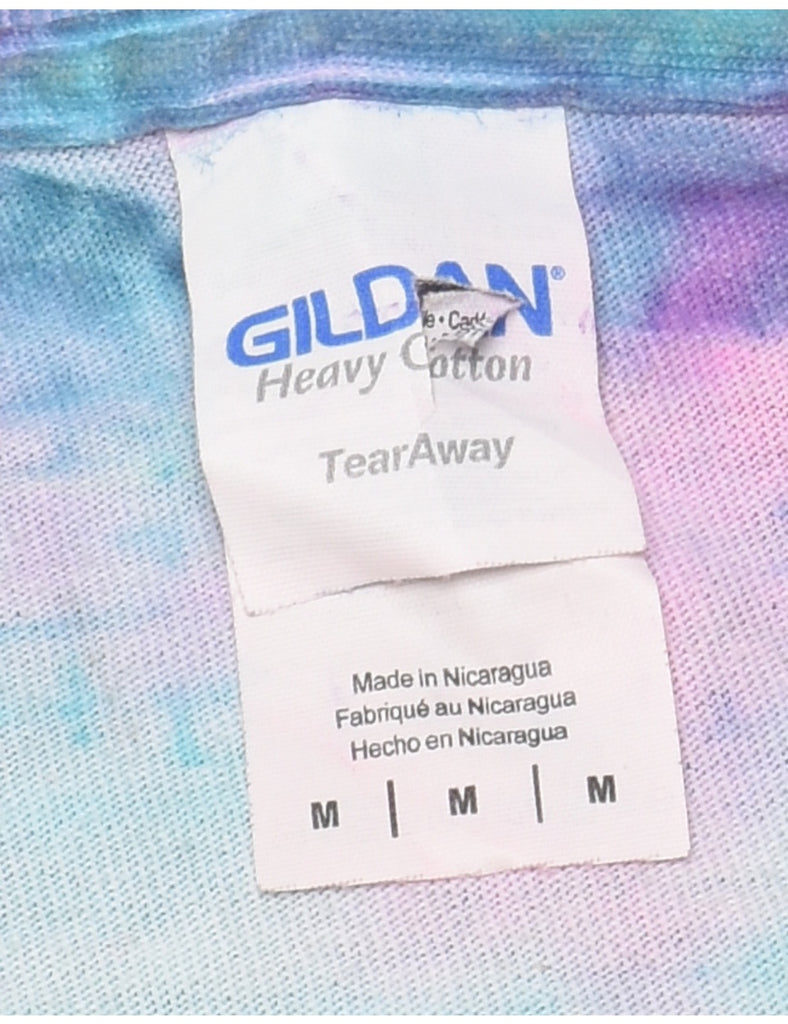 GILDAN®
Heavy Cotton
TearAway
Made in Nicaragua
Fabriqué au Nicaragua
Hecho en Nicaragua
M | M | M